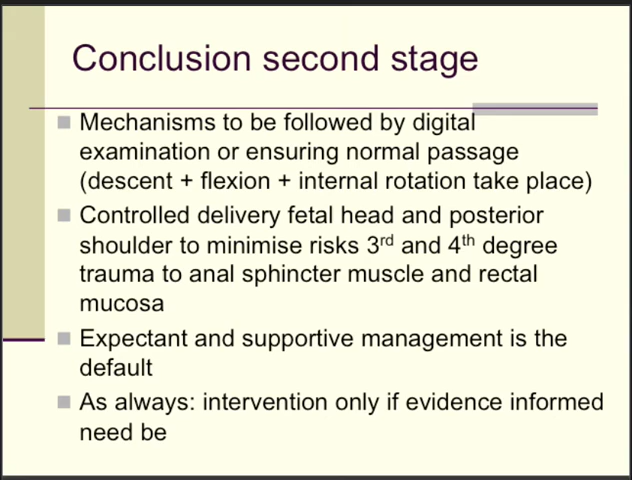 Conclusion second stage
Mechanisms to be followed by digital
examination or ensuring normal passage
(descent + flexion + internal rotation take place)
Controlled delivery fetal head and posterior
shoulder to minimise risks 3rd and 4th degree
trauma to anal sphincter muscle and rectal
mucosa
Expectant and supportive management is the
default
As always: intervention only if evidence informed
need be